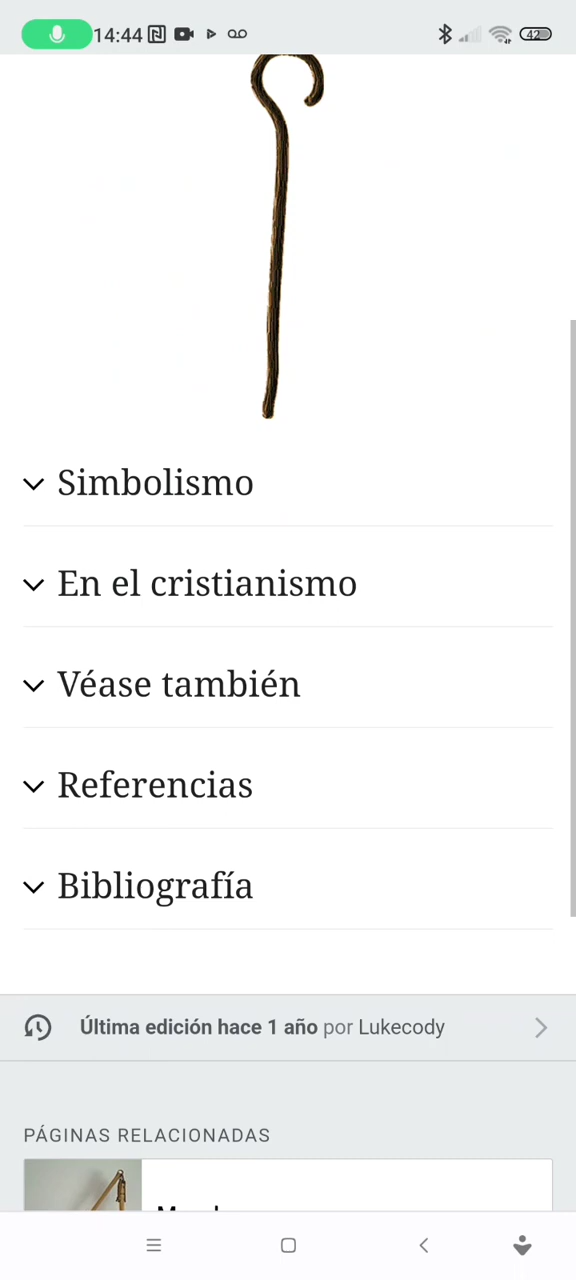 14:44
42
Simbolismo
En el cristianismo
Véase también
Referencias
Bibliografía
Última edición hace 1 año por Lukecody
PÁGINAS RELACIONADAS